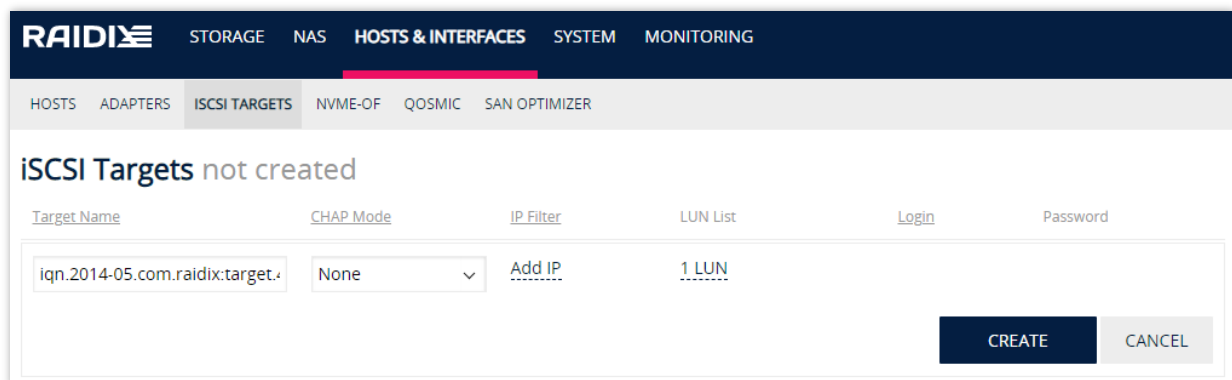 RAIDIX STORAGE NAS HOSTS & INTERFACES SYSTEM MONITORING
HOSTS ADAPTERS ISCSI TARGETS NVME-OF QOSMIC SAN OPTIMIZER
iSCSI Targets not created
Target Name CHAP Mode IP Filter LUN List Login Password
iqn.2014-05.com.raidix:target. None Add IP 1 LUN
CREATE CANCEL